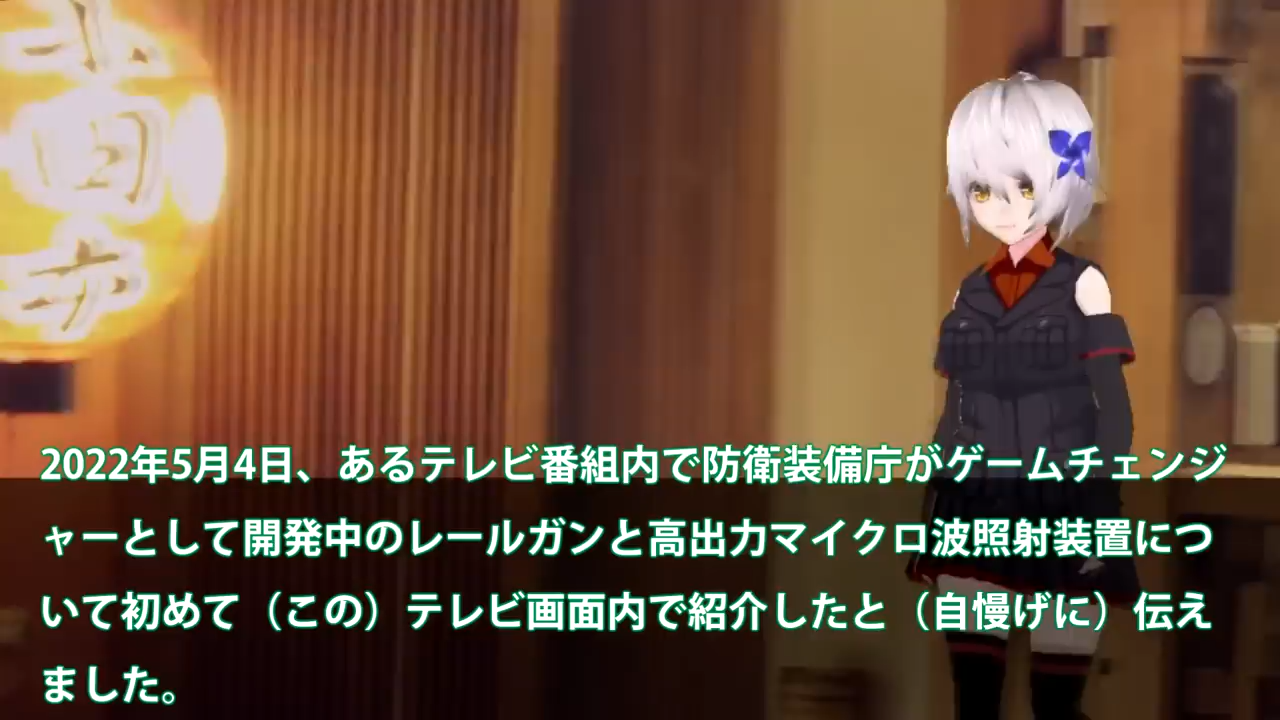 2022年5月4日、あるテレビ番組内で防衛装備庁がゲームチェンジ
ャーとして開発中のレールガンと高出力マイクロ波照射装置につ
いて初めて（この）テレビ画面内で紹介したと（自慢げに）伝え
ました。